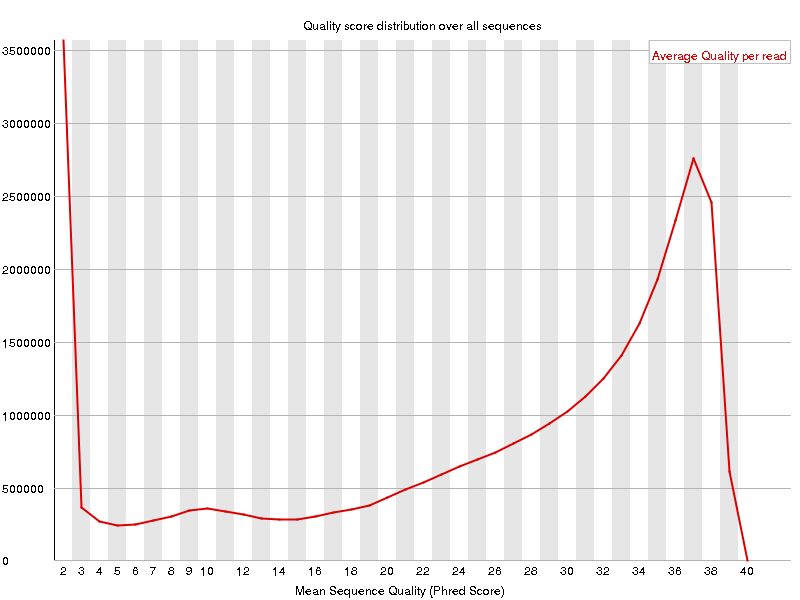 Quality score distribution over all sequences
Average Quality per read
3500000
3000000
2500000
2000000
1500000
1000000
500000
0
2 3 4 5 6 7 8 9 10 12 14 16 18 20 22 24 26 28 30 32 34 36 38 40
Mean Sequence Quality (Phred Score)